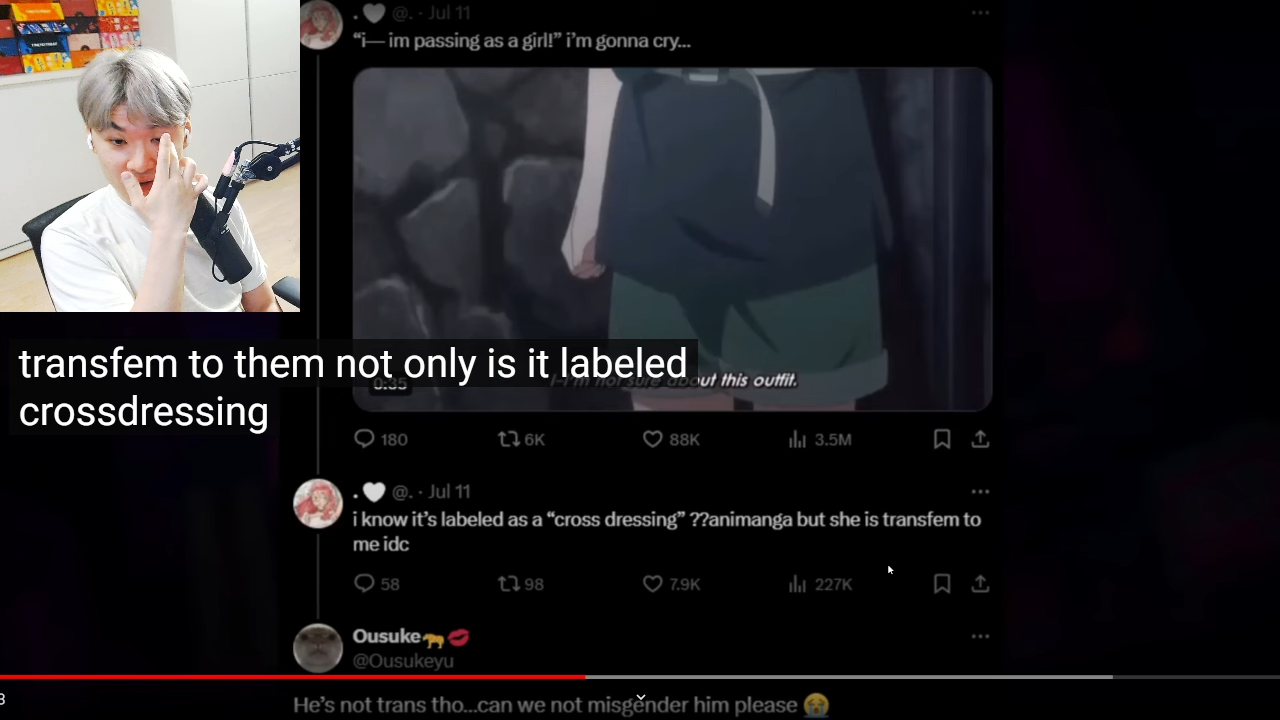 . 🤍 @. · Jul 11
“i— im passing as a girl!” i’m gonna cry...
I-I'm not sure about this outfit.
0:35
transfem to them not only is it labeled
crossdressing
180 6K 88K 3.5M
. 🤍 @. · Jul 11
i know it’s labeled as a “cross dressing” ??animanga but she is transfem to
me idc
58 98 7.9K 227K
Ousuke🐆💋
@Ousukeyu
He’s not trans tho...can we not misgender him please 😭